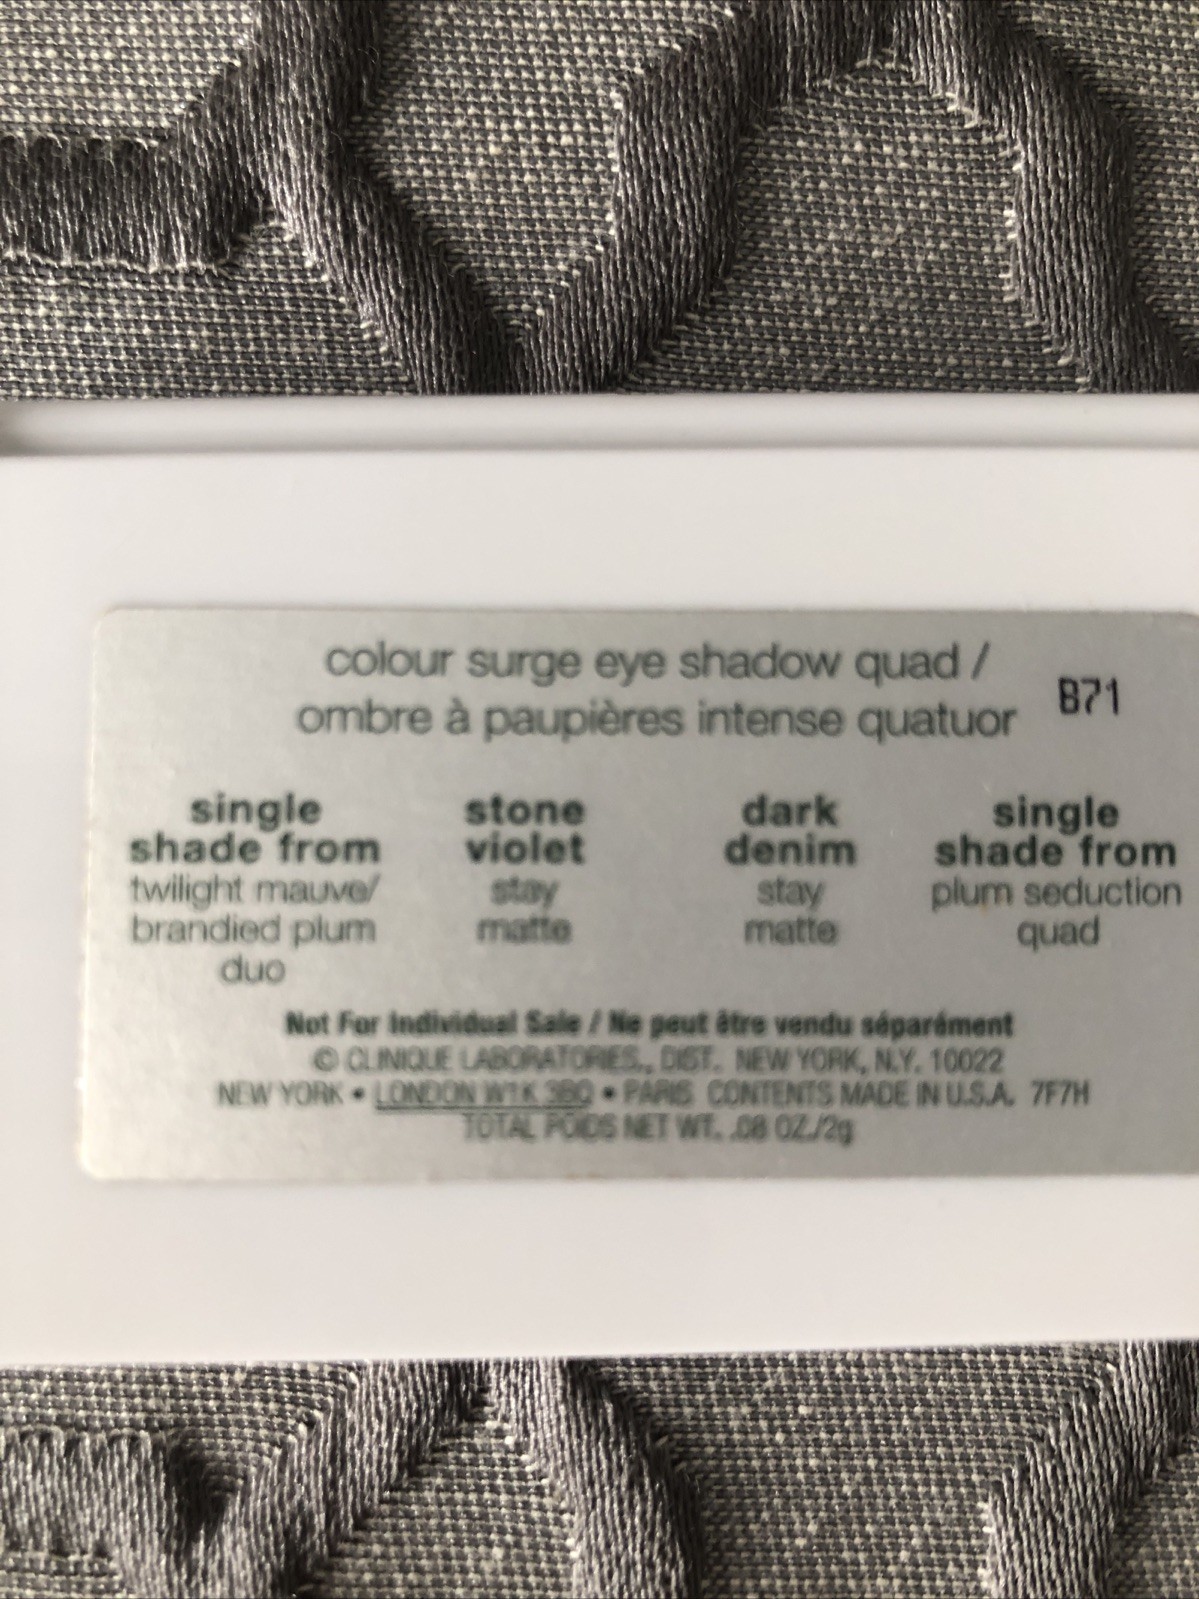 colour surge eye shadow quad /
ombre à paupières intense quatuor
B71
single
shade from
twilight mauve/
brandied plum
duo
stone
violet
stay
matte
dark
denim
stay
matte
single
shade from
plum seduction
quad
Not For Individual Sale / Ne peut être vendu séparément
© CLINIQUE LABORATORIES., DIST. NEW YORK, N.Y. 10022
NEW YORK • LONDON W1K 3BQ • PARIS CONTENTS MADE IN U.S.A. 7F7H
TOTAL POIDS NET WT. .08 OZ./2g